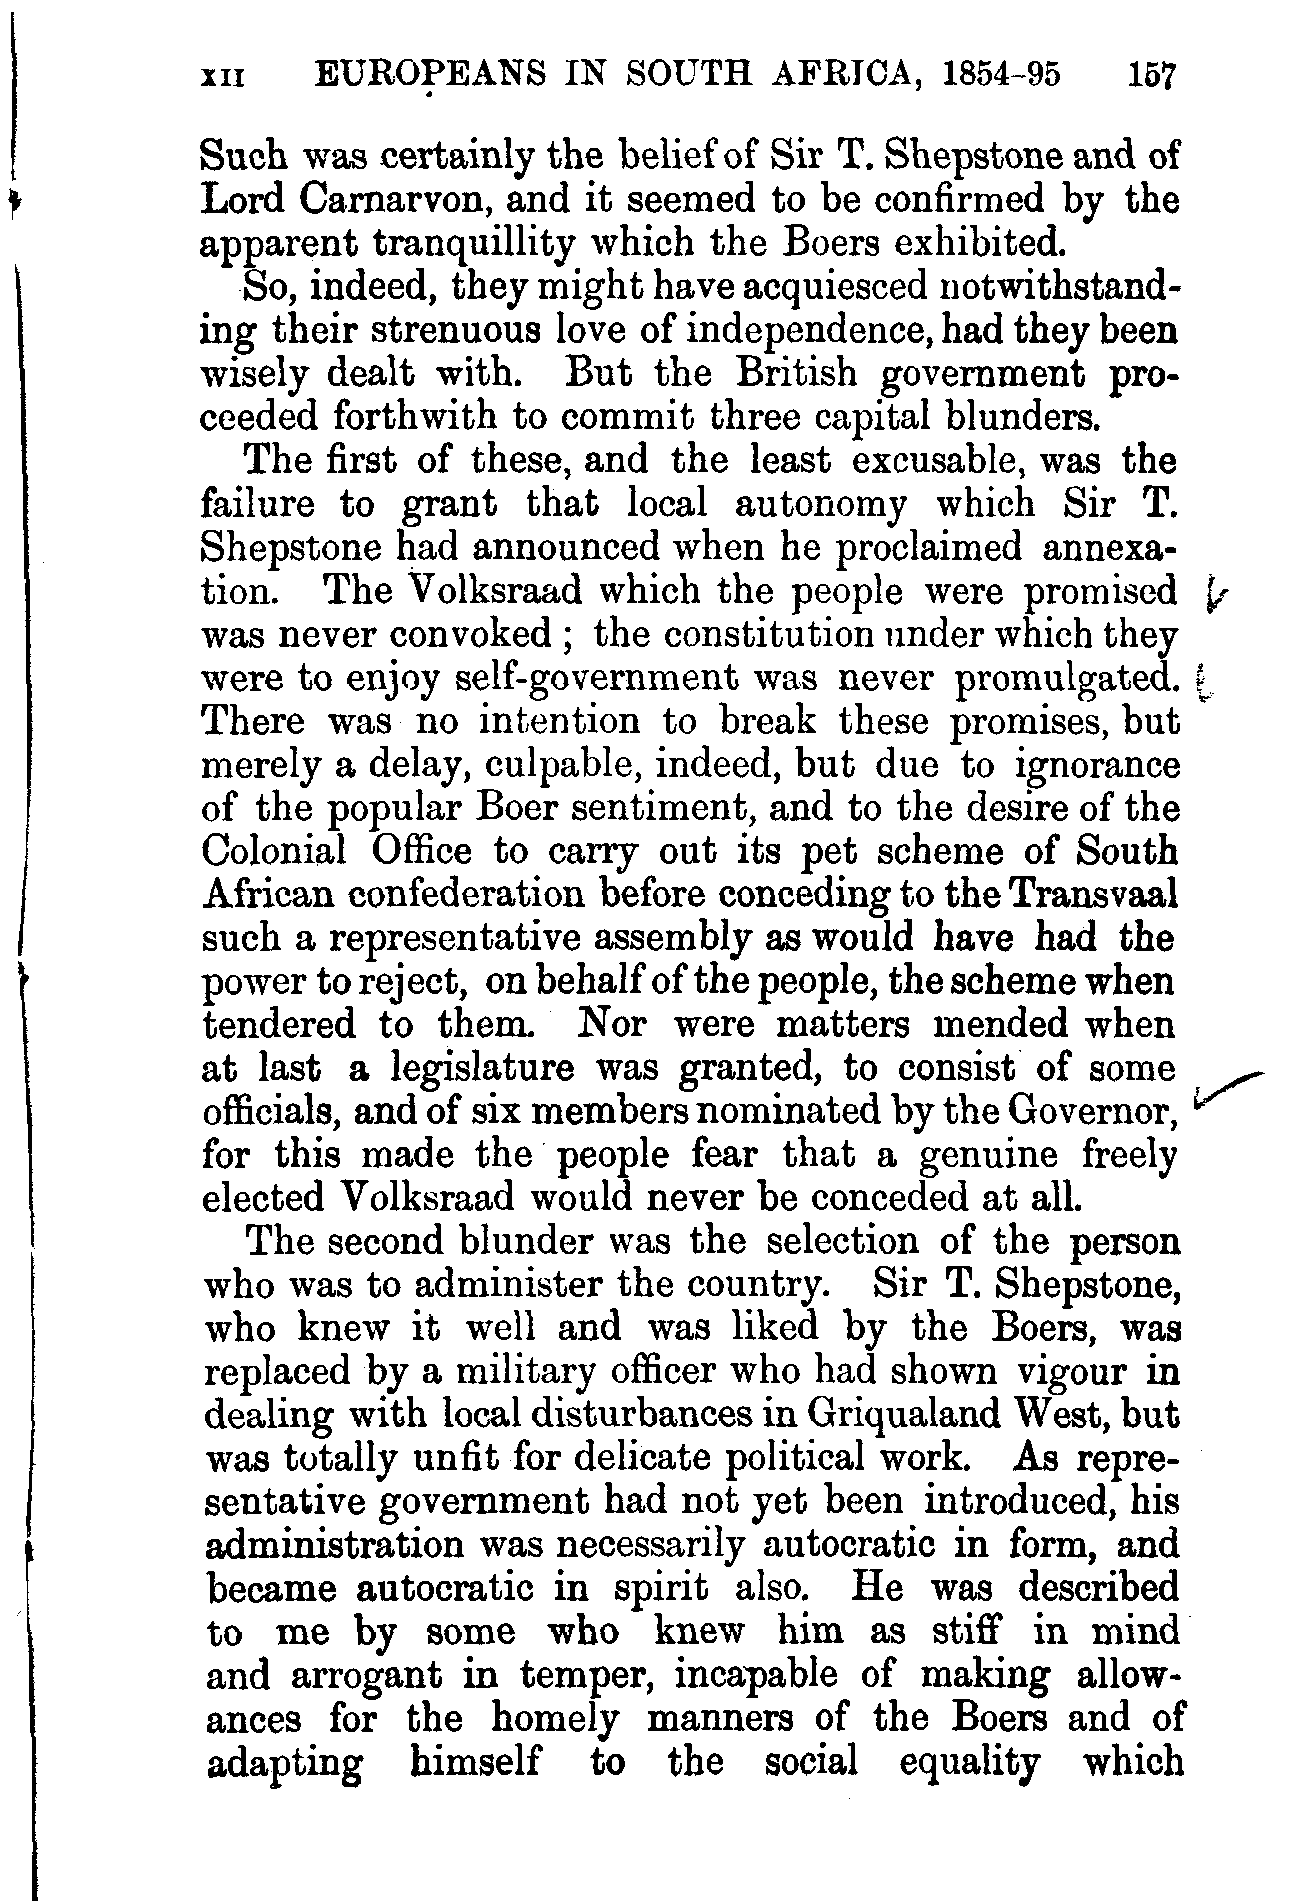 XII EUROPEANS IN SOUTH AFRICA, 1854-95 157
Such was certainly the belief of Sir T. Shepstone and of
Lord Carnarvon, and it seemed to be confirmed by the
apparent tranquillity which the Boers exhibited.
So, indeed, they might have acquiesced notwithstand-
ing their strenuous love of independence, had they been
wisely dealt with. But the British government pro-
ceeded forthwith to commit three capital blunders.
The first of these, and the least excusable, was the
failure to grant that local autonomy which Sir T.
Shepstone had announced when he proclaimed annexa-
tion. The Volksraad which the people were promised
was never convoked ; the constitution under which they
were to enjoy self-government was never promulgated.
There was no intention to break these promises, but
merely a delay, culpable, indeed, but due to ignorance
of the popular Boer sentiment, and to the desire of the
Colonial Office to carry out its pet scheme of South
African confederation before conceding to the Transvaal
such a representative assembly as would have had the
power to reject, on behalf of the people, the scheme when
tendered to them. Nor were matters mended when
at last a legislature was granted, to consist of some
officials, and of six members nominated by the Governor,
for this made the people fear that a genuine freely
elected Volksraad would never be conceded at all.
The second blunder was the selection of the person
who was to administer the country. Sir T. Shepstone,
who knew it well and was liked by the Boers, was
replaced by a military officer who had shown vigour in
dealing with local disturbances in Griqualand West, but
was totally unfit for delicate political work. As repre-
sentative government had not yet been introduced, his
administration was necessarily autocratic in form, and
became autocratic in spirit also. He was described
to me by some who knew him as stiff in mind
and arrogant in temper, incapable of making allow-
ances for the homely manners of the Boers and of
adapting himself to the social equality which